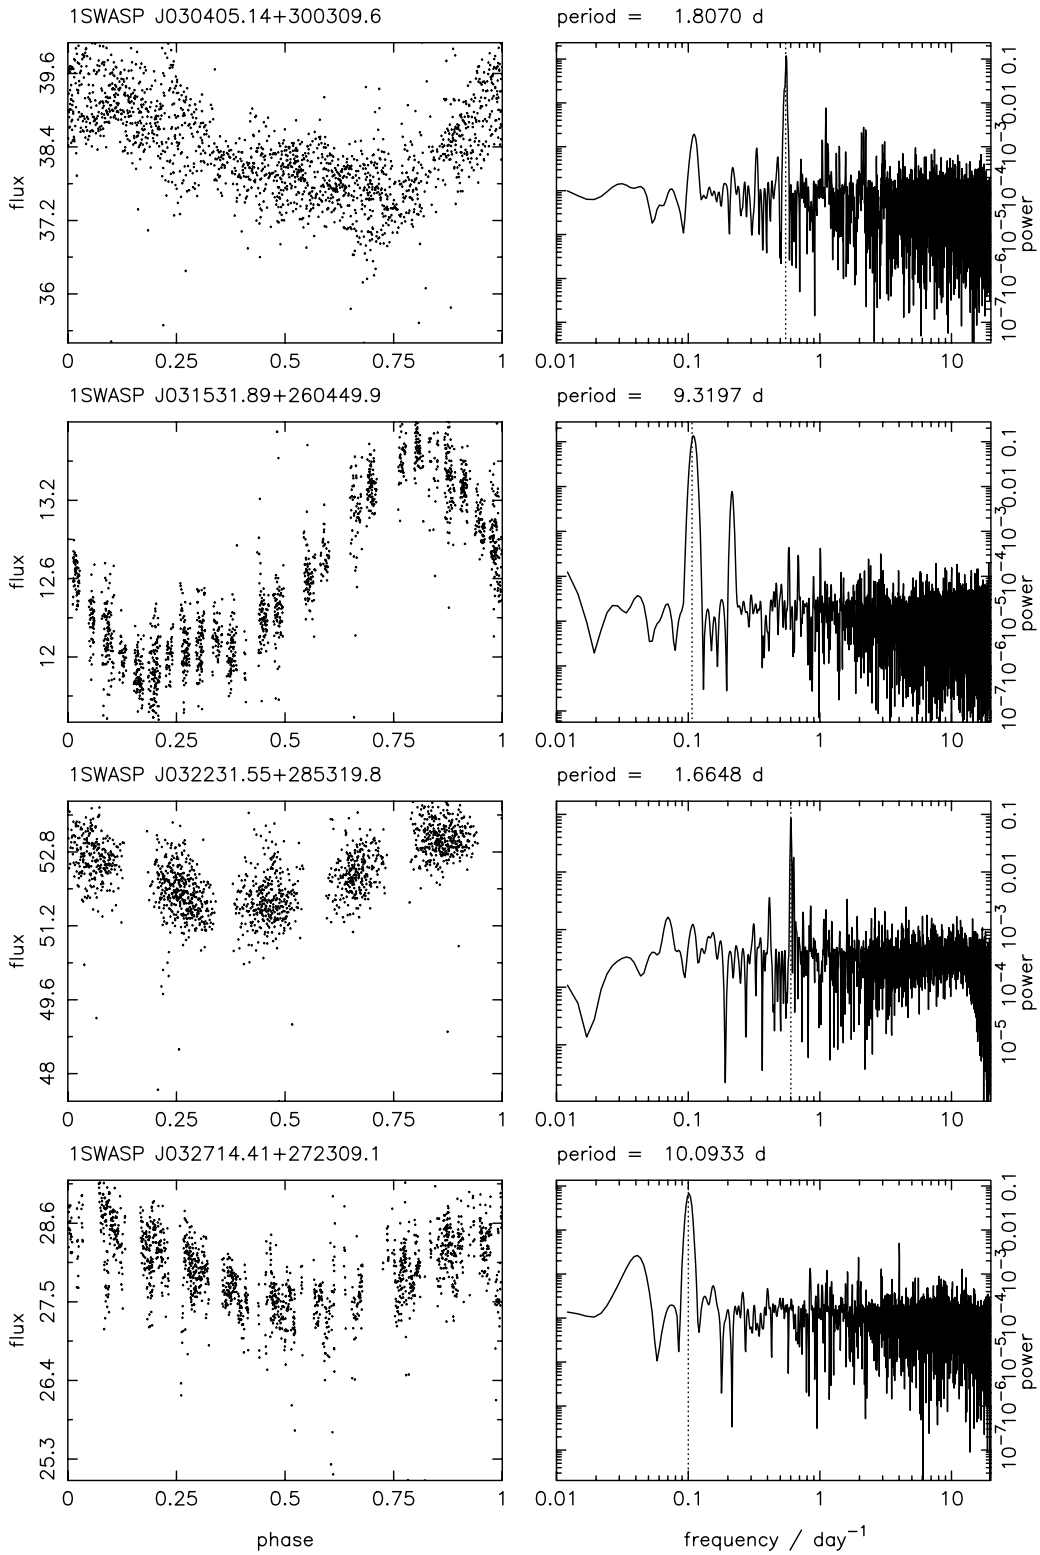 1SWASP J030405.14+300309.6
period = 1.8070 d
39.6
38.4
37.2
36
flux
0 0.25 0.5 0.75 1
0.1
0.01
10⁻³
10⁻⁴
10⁻⁵
10⁻⁶
10⁻⁷
power
0.01 0.1 1 10
1SWASP J031531.89+260449.9
period = 9.3197 d
13.2
12.6
12
flux
0 0.25 0.5 0.75 1
0.1
0.01
10⁻³
10⁻⁴
10⁻⁵
10⁻⁶
10⁻⁷
power
0.01 0.1 1 10
1SWASP J032231.55+285319.8
period = 1.6648 d
52.8
51.2
49.6
48
flux
0 0.25 0.5 0.75 1
0.1
0.01
10⁻³
10⁻⁴
10⁻⁵
power
0.01 0.1 1 10
1SWASP J032714.41+272309.1
period = 10.0933 d
28.6
27.5
26.4
25.3
flux
0 0.25 0.5 0.75 1
phase
0.1
0.01
10⁻³
10⁻⁴
10⁻⁵
10⁻⁶
10⁻⁷
power
0.01 0.1 1 10
frequency / day⁻¹